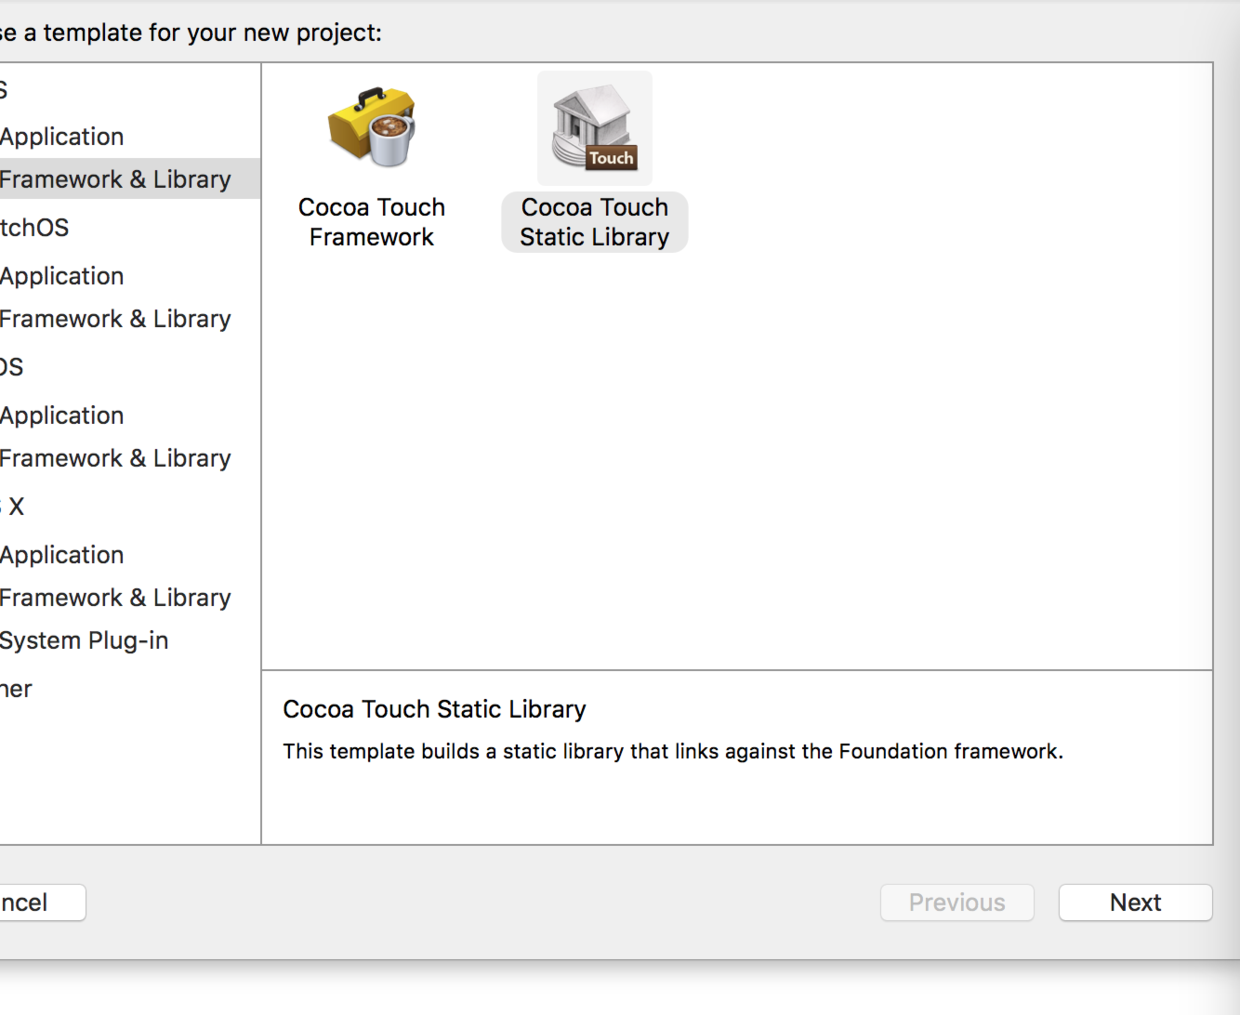 se a template for your new project:
S
Application
Framework & Library
tchOS
Application
Framework & Library
OS
Application
Framework & Library
S X
Application
Framework & Library
System Plug-in
her
Touch
Cocoa Touch
Framework
Cocoa Touch
Static Library
Cocoa Touch Static Library
This template builds a static library that links against the Foundation framework.
ncel
Previous
Next